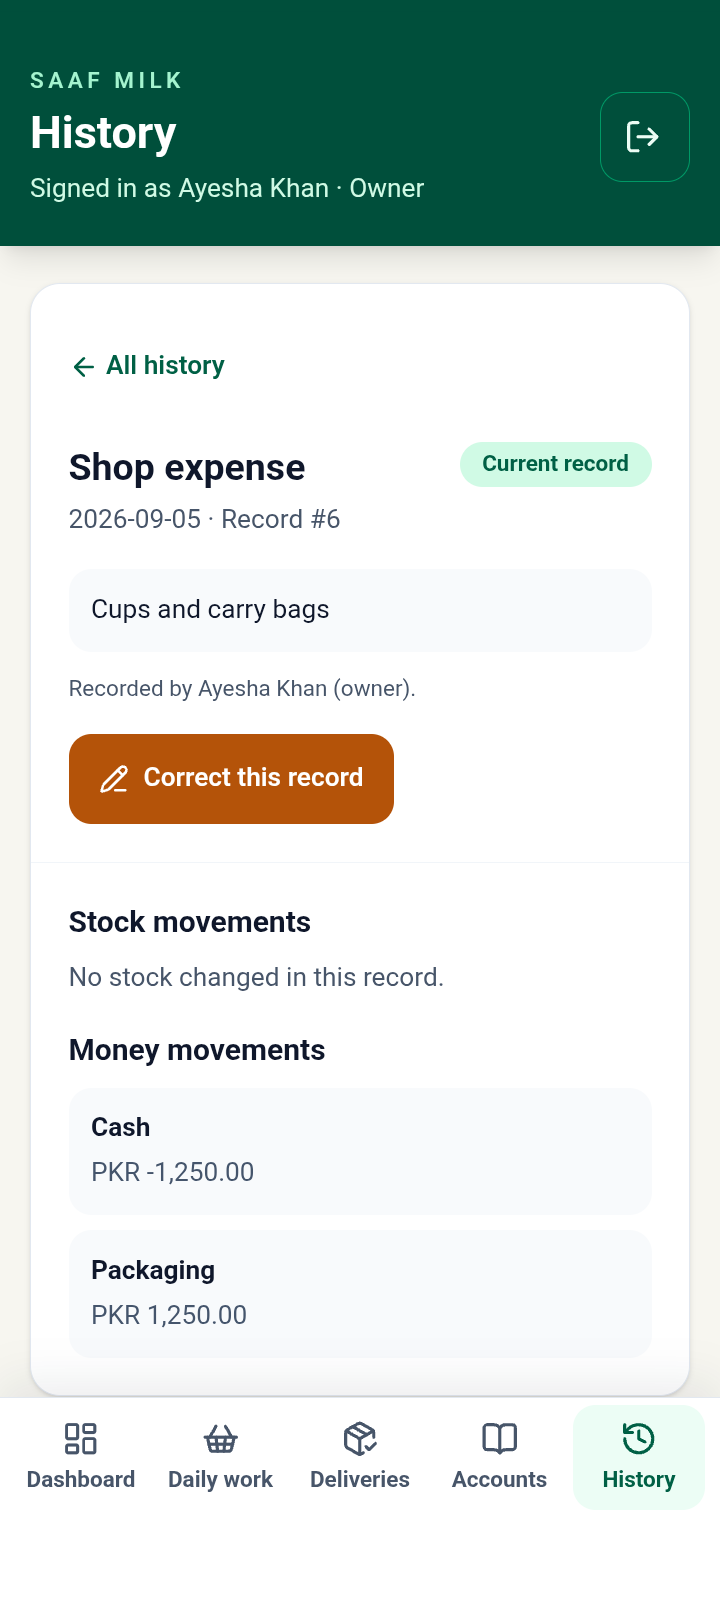 SAAF MILK
History
Signed in as Ayesha Khan · Owner
All history
Shop expense
Current record
2026-09-05 · Record #6
Cups and carry bags
Recorded by Ayesha Khan (owner).
Correct this record
Stock movements
No stock changed in this record.
Money movements
Cash
PKR -1,250.00
Packaging
PKR 1,250.00
Dashboard
Daily work
Deliveries
Accounts
History